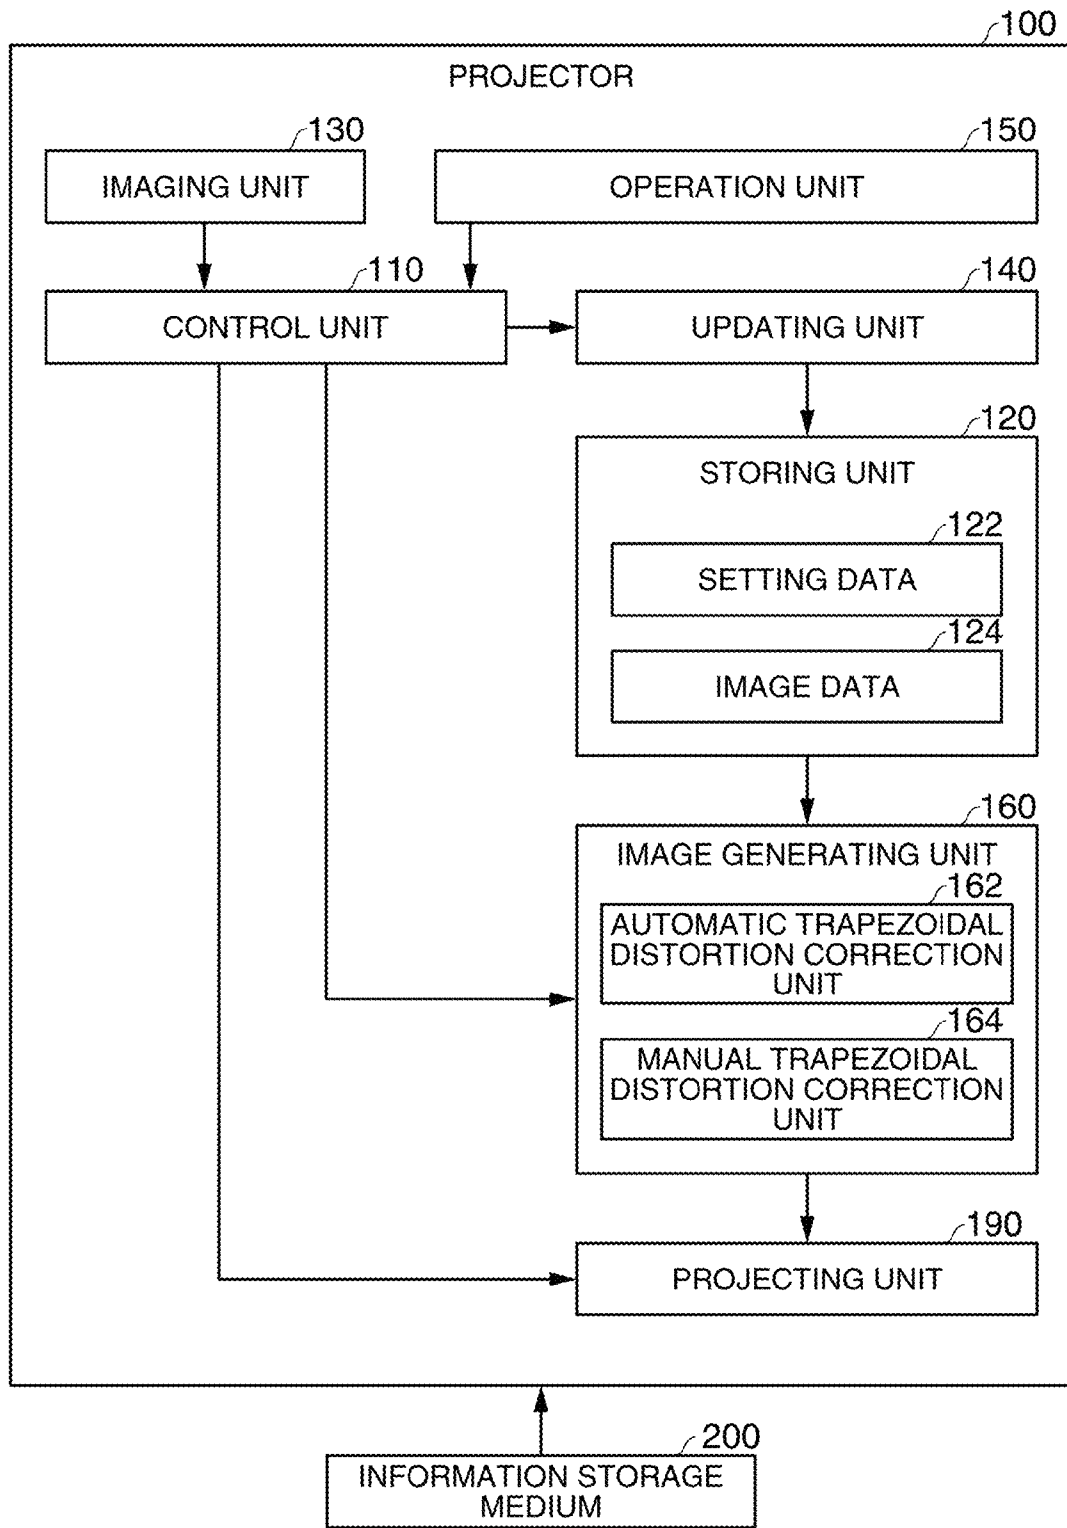 100
PROJECTOR
130
IMAGING UNIT
150
OPERATION UNIT
110
CONTROL UNIT
140
UPDATING UNIT
120
STORING UNIT
122
SETTING DATA
124
IMAGE DATA
160
IMAGE GENERATING UNIT
162
AUTOMATIC TRAPEZOIDAL
DISTORTION CORRECTION
UNIT
164
MANUAL TRAPEZOIDAL
DISTORTION CORRECTION
UNIT
190
PROJECTING UNIT
200
INFORMATION STORAGE
MEDIUM